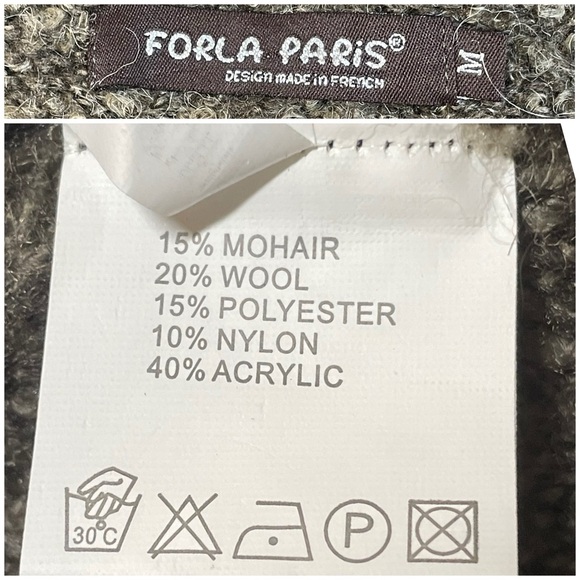 FORLA PARIS®
DESIGN MADE IN FRENCH
M
15% MOHAIR
20% WOOL
15% POLYESTER
10% NYLON
40% ACRYLIC
30°C
P